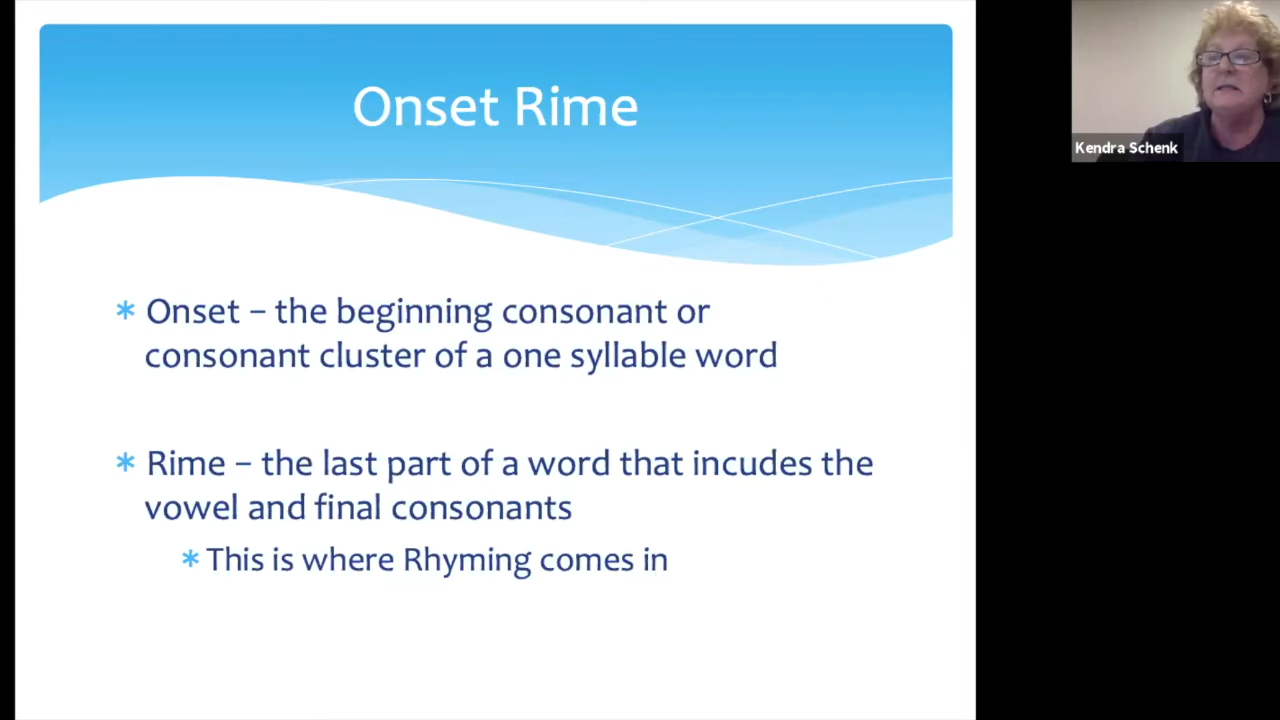 Onset Rime
Kendra Schenk
* Onset – the beginning consonant or
consonant cluster of a one syllable word
* Rime – the last part of a word that incudes the
vowel and final consonants
* This is where Rhyming comes in